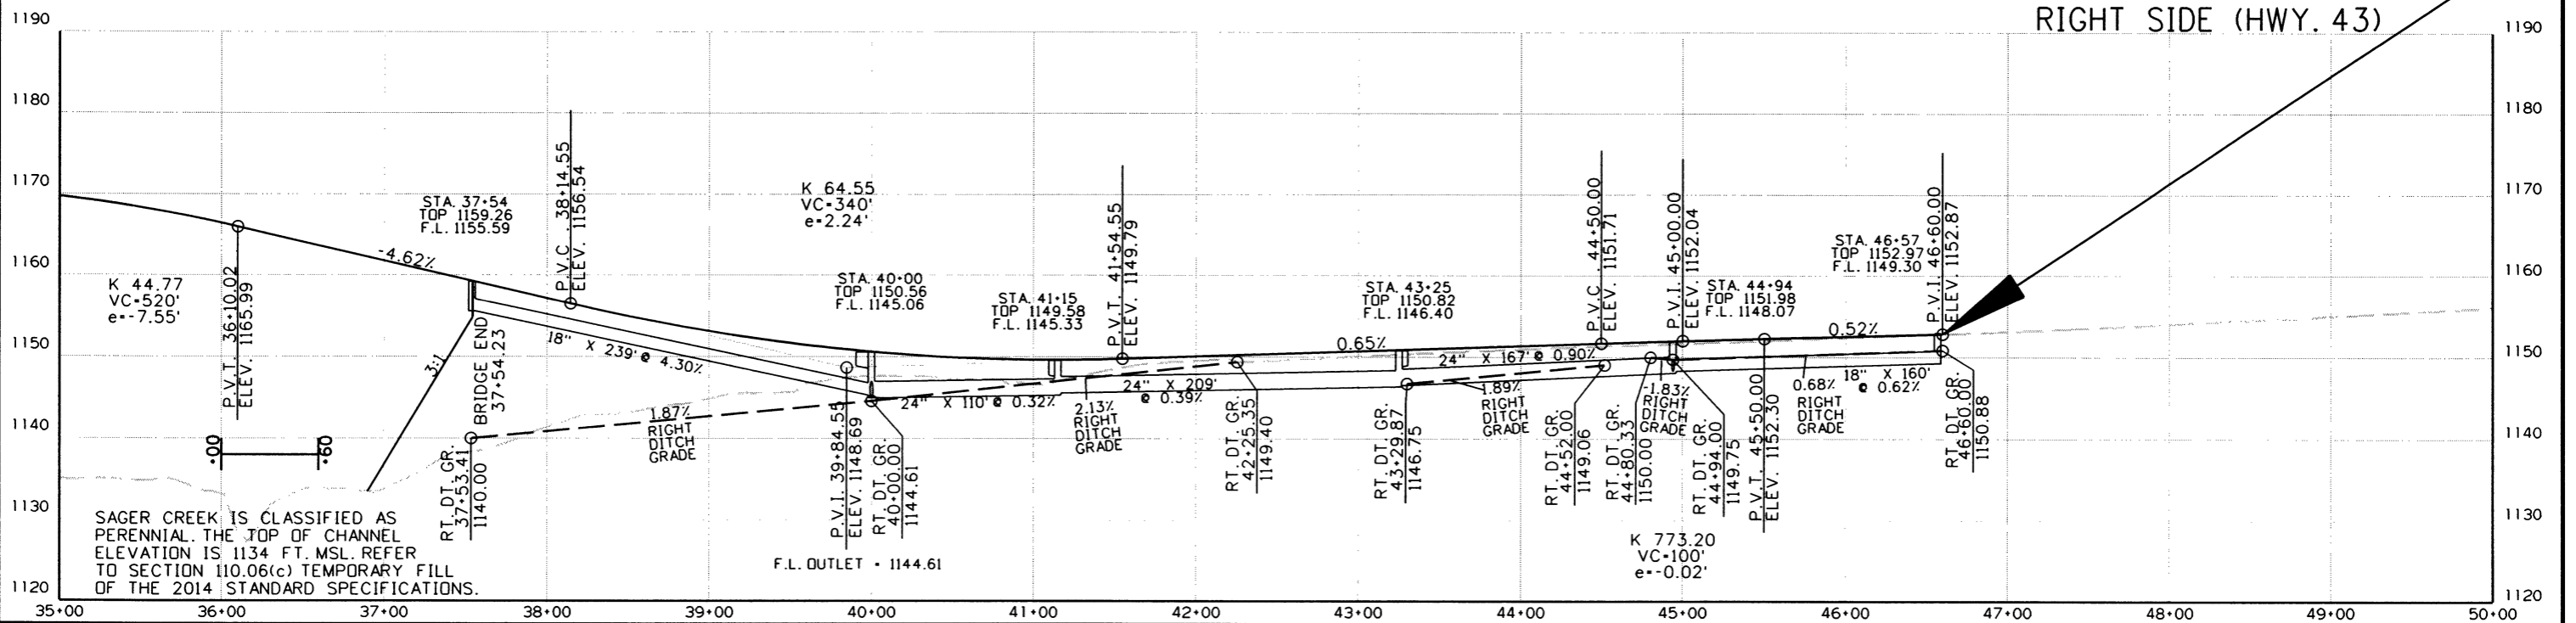 RIGHT SIDE (HWY. 43)
1190
1180
1170
1160
1150
1140
1130
1120
1190
1180
1170
1160
1150
1140
1130
1120
K 44.77
VC=520'
e=-7.55'
P.V.T. 36+10.02
ELEV. 1165.99
-4.62%
STA. 37+54
TOP 1159.26
F.L. 1155.59
P.V.C. 38+14.55
ELEV. 1156.54
K 64.55
VC=340'
e=2.24'
STA. 40+00
TOP 1150.56
F.L. 1145.06
STA. 41+15
TOP 1149.58
F.L. 1145.33
P.V.T. 41+54.55
ELEV. 1149.79
STA. 43+25
TOP 1150.82
F.L. 1146.40
0.65%
P.V.C. 44+50.00
ELEV. 1151.71
P.V.I. 45+00.00
ELEV. 1152.04
STA. 44+94
TOP 1151.98
F.L. 1148.07
STA. 46+57
TOP 1152.97
F.L. 1149.30
0.52%
P.V.I. 46+60.00
ELEV. 1152.87
3:1
BRIDGE END
37+54.23
18" X 239' @ 4.30%
24" X 110' @ 0.32%
24" X 209'
@ 0.39%
24" X 167' @ 0.90%
18" X 160'
@ 0.62%
1.87%
RIGHT
DITCH
GRADE
2.13%
RIGHT
DITCH
GRADE
1.89%
RIGHT
DITCH
GRADE
-1.83%
RIGHT
DITCH
GRADE
0.68%
RIGHT
DITCH
GRADE
.00
.60
RT. DT. GR.
37+53.41
1140.00
P.V.I. 39+84.55
ELEV. 1148.69
RT. DT. GR.
40+00.00
1144.61
F.L. OUTLET = 1144.61
RT. DT. GR.
42+25.35
1149.40
RT. DT. GR.
43+29.87
1146.75
RT. DT. GR.
44+52.00
1149.06
RT. DT. GR.
44+80.33
1150.00
RT. DT. GR.
44+94.00
1149.75
P.V.T. 45+50.00
ELEV. 1152.30
RT. DT. GR.
46+60.00
1150.88
K 773.20
VC=100'
e=-0.02'
SAGER CREEK IS CLASSIFIED AS
PERENNIAL. THE TOP OF CHANNEL
ELEVATION IS 1134 FT. MSL. REFER
TO SECTION 110.06(c) TEMPORARY FILL
OF THE 2014 STANDARD SPECIFICATIONS.
35+00 36+00 37+00 38+00 39+00 40+00 41+00 42+00 43+00 44+00 45+00 46+00 47+00 48+00 49+00 50+00